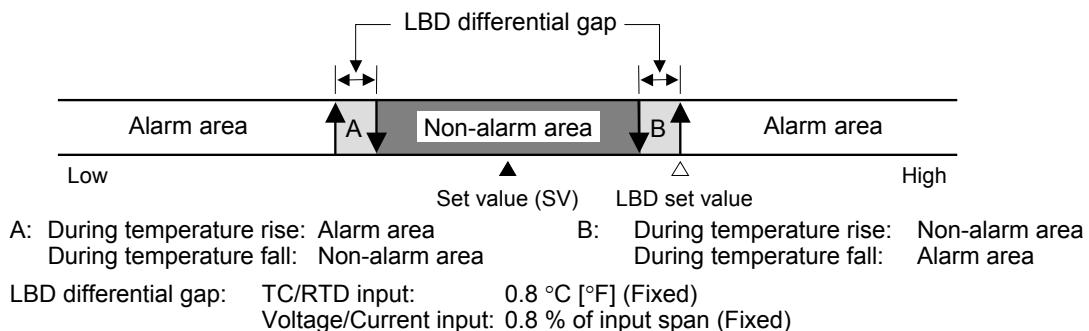 LBD differential gap
Alarm area A Non-alarm area B Alarm area
Low High
Set value (SV) LBD set value
A: During temperature rise: Alarm area B: During temperature rise: Non-alarm area
During temperature fall: Non-alarm area During temperature fall: Alarm area
LBD differential gap: TC/RTD input: 0.8 °C [°F] (Fixed)
Voltage/Current input: 0.8 % of input span (Fixed)